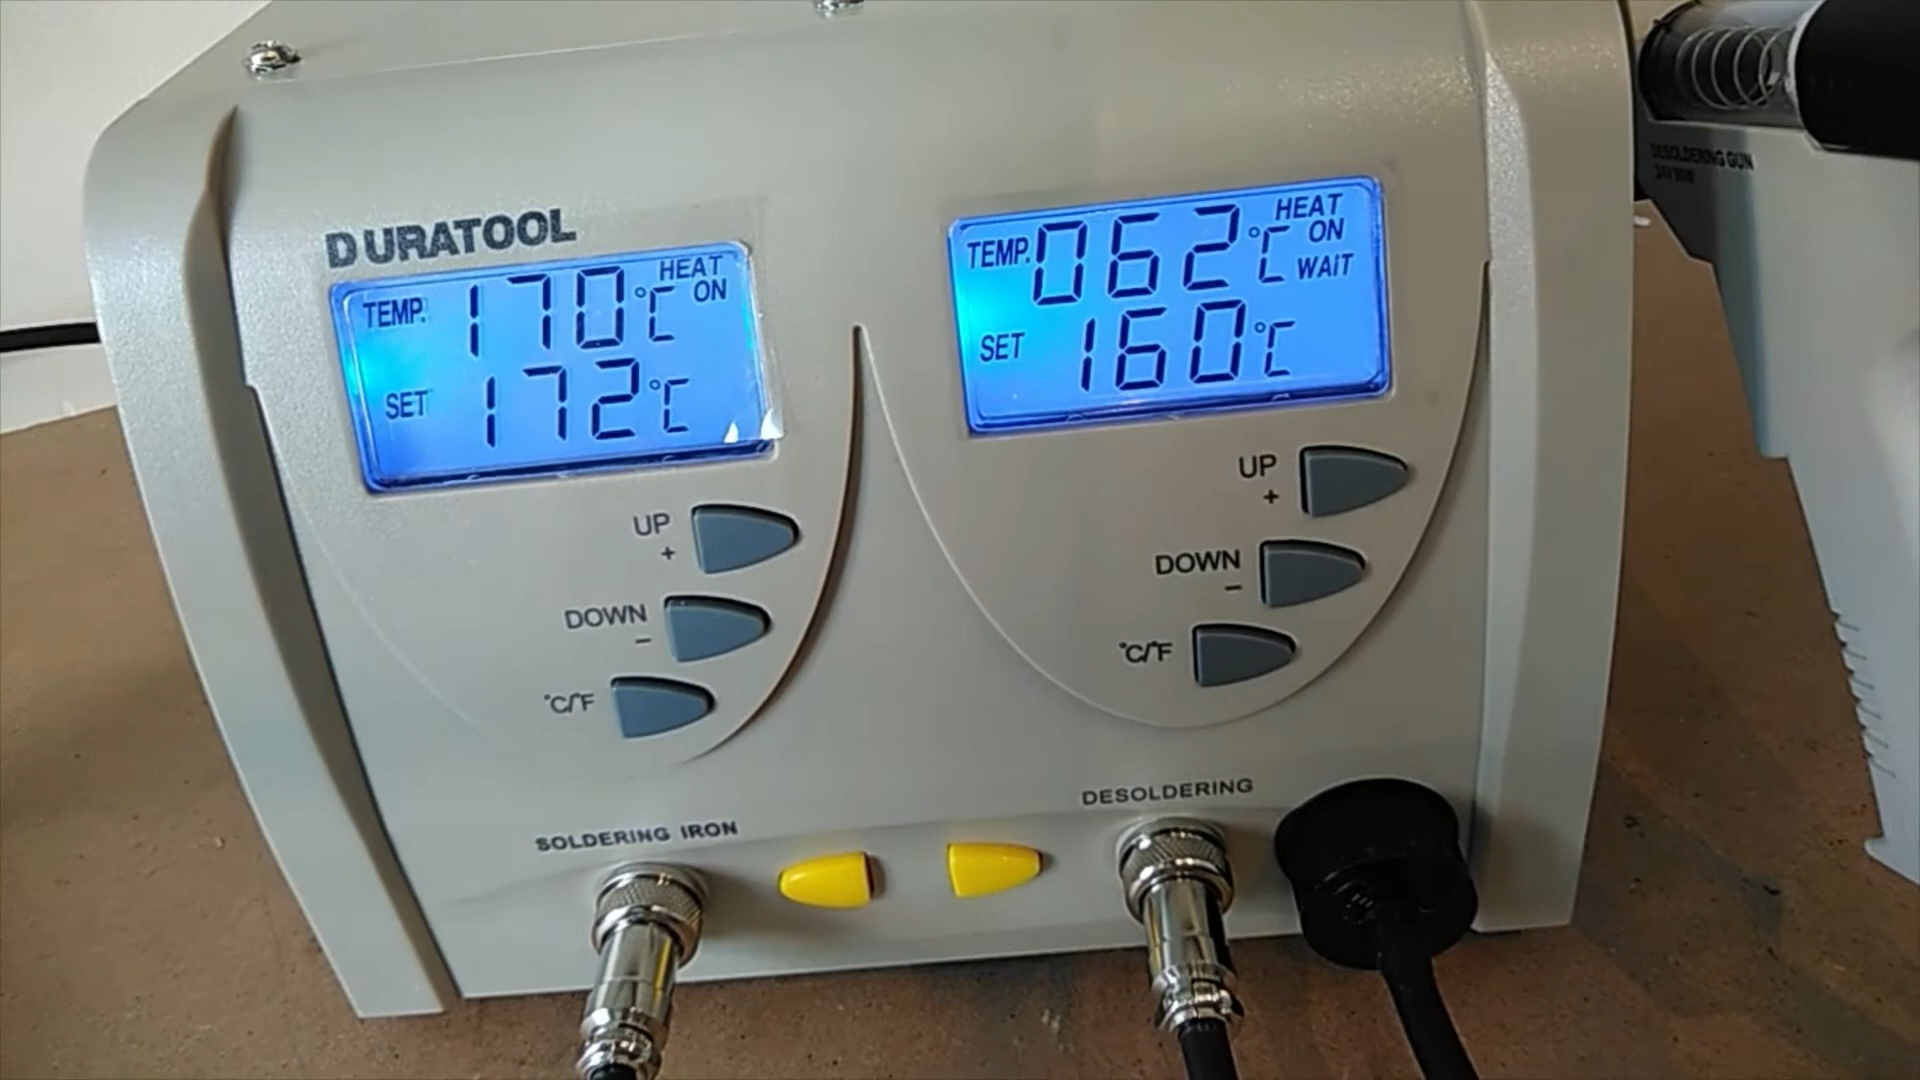 DURATOOL
TEMP. 170°C HEAT ON
SET 172°C
UP
+
DOWN
-
°C/°F
SOLDERING IRON
TEMP. 062°C HEAT ON WAIT
SET 160°C
UP
+
DOWN
-
°C/°F
DESOLDERING
DESOLDERING GUN